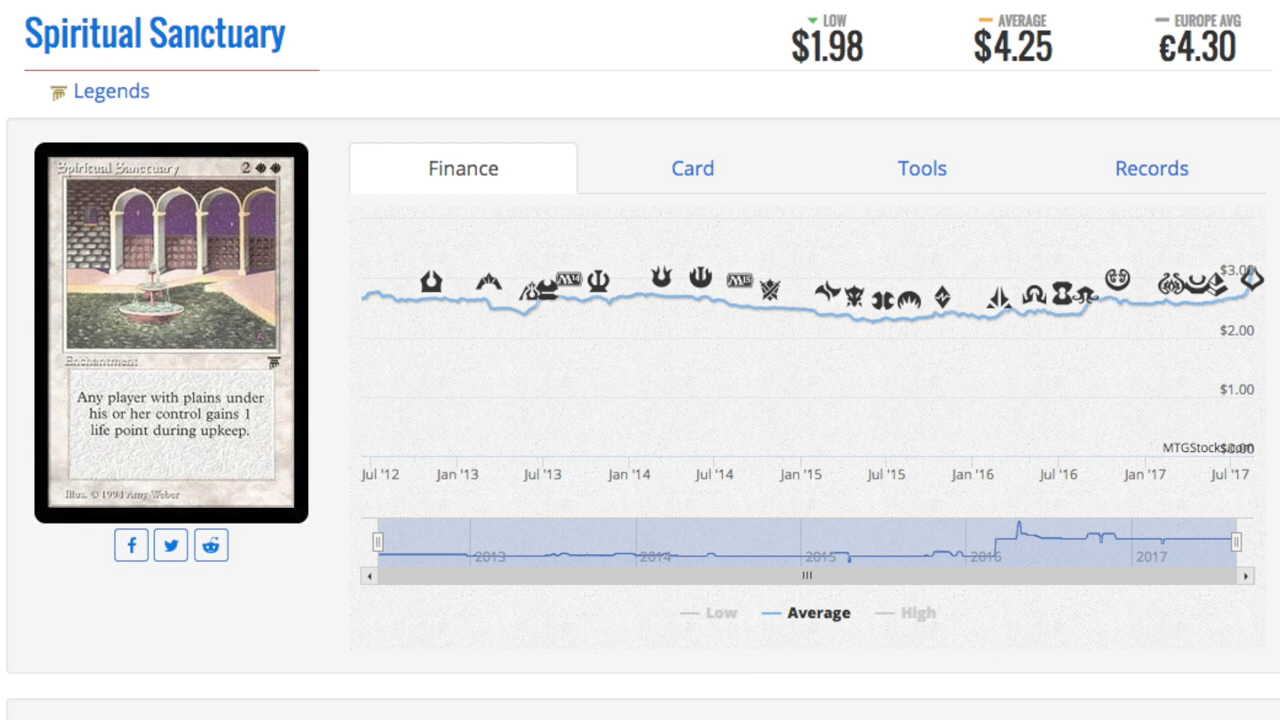 Spiritual Sanctuary
LOW
$1.98
AVERAGE
$4.25
EUROPE AVG
€4.30
Legends
Spiritual Sanctuary 2
Enchantment
Any player with plains under
his or her control gains 1
life point during upkeep.
Illus. © 1994 Amy Weber
Finance
Card
Tools
Records
M14
M15
$3.00
$2.00
$1.00
$0.00
MTGStocks.com
Jul '12 Jan '13 Jul '13 Jan '14 Jul '14 Jan '15 Jul '15 Jan '16 Jul '16 Jan '17 Jul '17
2013 2014 2015 2016 2017
Low Average High